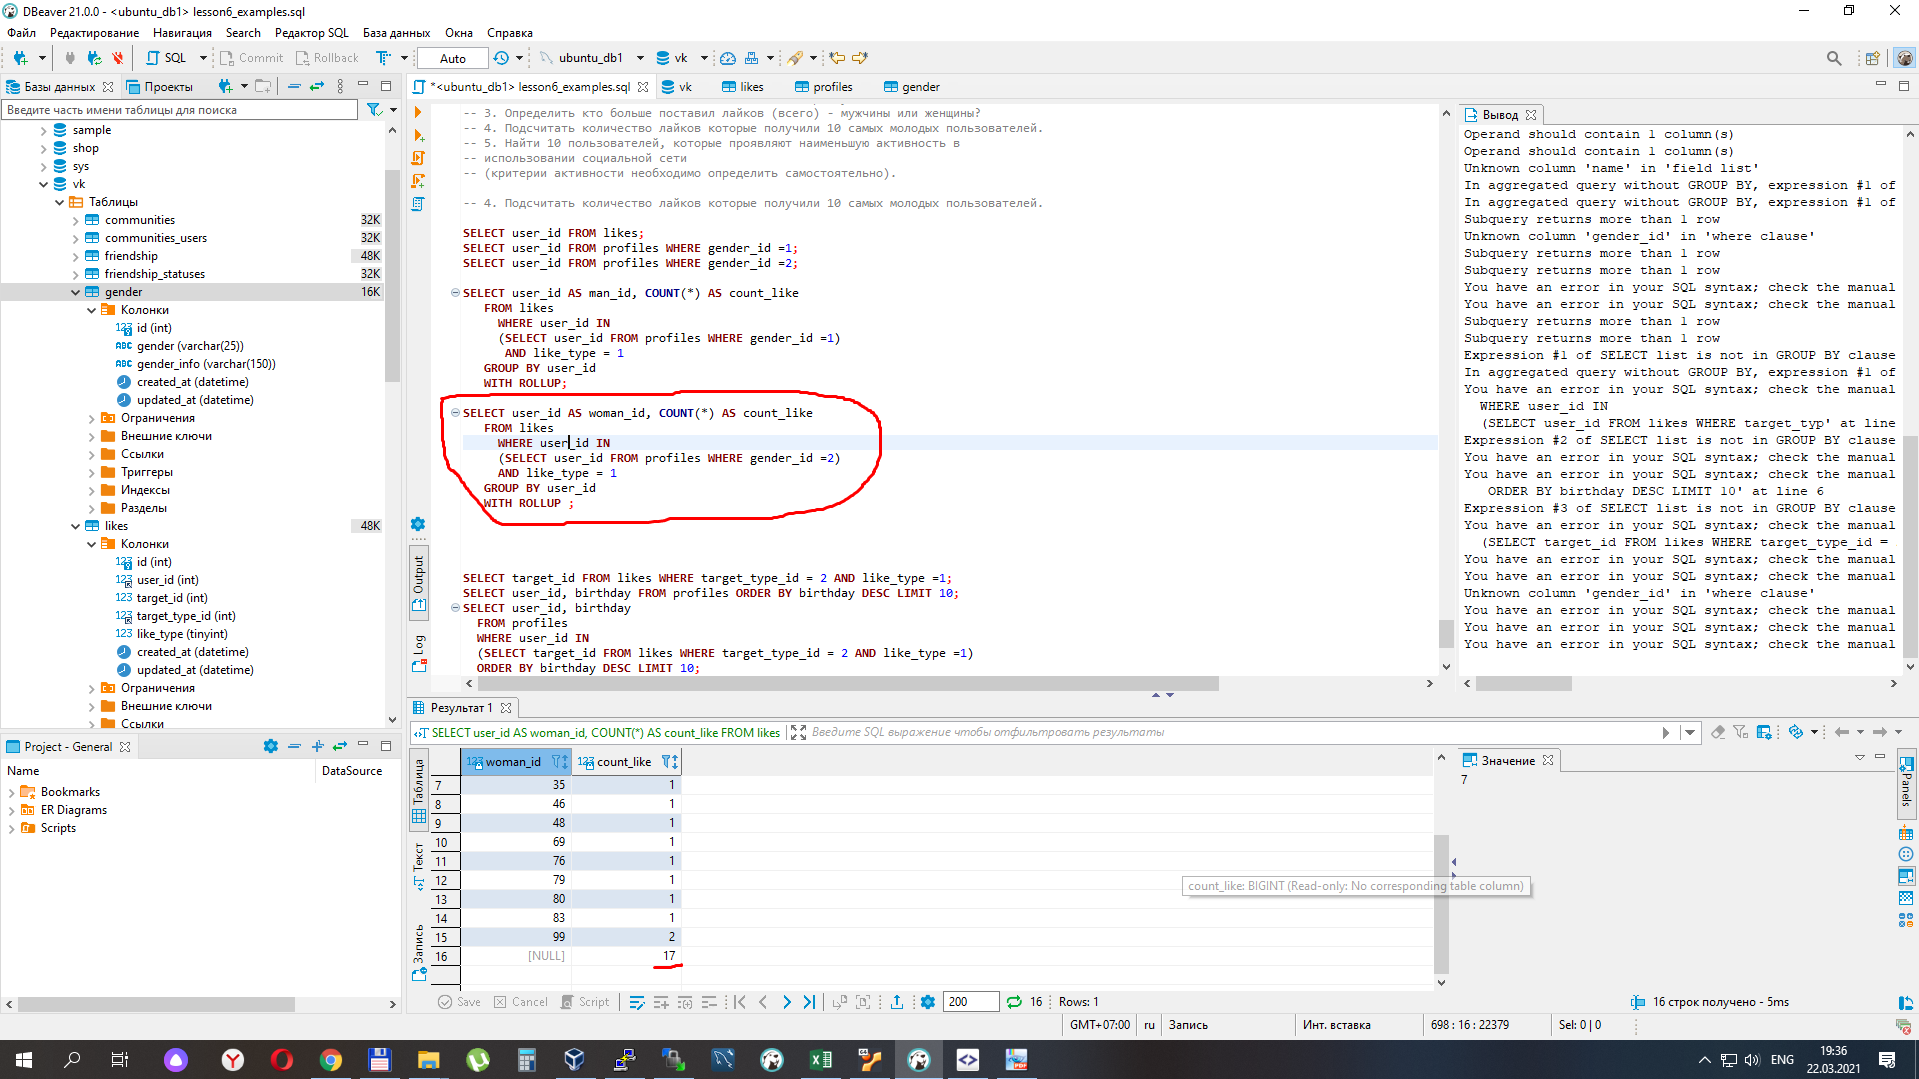 DBeaver 21.0.0 - <ubuntu_db1> lesson6_examples.sql
Файл Редактирование Навигация Search Редактор SQL База данных Окна Справка
SQL Commit Rollback Auto ubuntu_db1 vk
Базы данных Проекты
Введите часть имени таблицы для поиска
sample
shop
sys
vk
Таблицы
communities 32K
communities_users 32K
friendship 48K
friendship_statuses 32K
gender 16K
Колонки
id (int)
gender (varchar(25))
gender_info (varchar(150))
created_at (datetime)
updated_at (datetime)
Ограничения
Внешние ключи
Ссылки
Триггеры
Индексы
Разделы
likes 48K
Колонки
id (int)
user_id (int)
target_id (int)
target_type_id (int)
like_type (tinyint)
created_at (datetime)
updated_at (datetime)
Ограничения
Внешние ключи
Ссылки
*<ubuntu_db1> lesson6_examples.sql vk likes profiles gender
-- 3. Определить кто больше поставил лайков (всего) - мужчины или женщины?
-- 4. Подсчитать количество лайков которые получили 10 самых молодых пользователей.
-- 5. Найти 10 пользователей, которые проявляют наименьшую активность в
-- использовании социальной сети
-- (критерии активности необходимо определить самостоятельно).
-- 4. Подсчитать количество лайков которые получили 10 самых молодых пользователей.
SELECT user_id FROM likes;
SELECT user_id FROM profiles WHERE gender_id =1;
SELECT user_id FROM profiles WHERE gender_id =2;
SELECT user_id AS man_id, COUNT(*) AS count_like
FROM likes
WHERE user_id IN
(SELECT user_id FROM profiles WHERE gender_id =1)
AND like_type = 1
GROUP BY user_id
WITH ROLLUP;
SELECT user_id AS woman_id, COUNT(*) AS count_like
FROM likes
WHERE user_id IN
(SELECT user_id FROM profiles WHERE gender_id =2)
AND like_type = 1
GROUP BY user_id
WITH ROLLUP ;
SELECT target_id FROM likes WHERE target_type_id = 2 AND like_type =1;
SELECT user_id, birthday FROM profiles ORDER BY birthday DESC LIMIT 10;
SELECT user_id, birthday
FROM profiles
WHERE user_id IN
(SELECT target_id FROM likes WHERE target_type_id = 2 AND like_type =1)
ORDER BY birthday DESC LIMIT 10;
Output
Log
Вывод
Operand should contain 1 column(s)
Operand should contain 1 column(s)
Unknown column 'name' in 'field list'
In aggregated query without GROUP BY, expression #1 of
In aggregated query without GROUP BY, expression #1 of
Subquery returns more than 1 row
Unknown column 'gender_id' in 'where clause'
Subquery returns more than 1 row
Subquery returns more than 1 row
You have an error in your SQL syntax; check the manual
You have an error in your SQL syntax; check the manual
Subquery returns more than 1 row
Subquery returns more than 1 row
Expression #1 of SELECT list is not in GROUP BY clause
In aggregated query without GROUP BY, expression #1 of
You have an error in your SQL syntax; check the manual
WHERE user_id IN
(SELECT user_id FROM likes WHERE target_typ' at line
Expression #2 of SELECT list is not in GROUP BY clause
You have an error in your SQL syntax; check the manual
You have an error in your SQL syntax; check the manual
ORDER BY birthday DESC LIMIT 10' at line 6
Expression #3 of SELECT list is not in GROUP BY clause
You have an error in your SQL syntax; check the manual
(SELECT target_id FROM likes WHERE target_type_id =
You have an error in your SQL syntax; check the manual
You have an error in your SQL syntax; check the manual
Unknown column 'gender_id' in 'where clause'
You have an error in your SQL syntax; check the manual
You have an error in your SQL syntax; check the manual
You have an error in your SQL syntax; check the manual
Project - General
Name DataSource
Bookmarks
ER Diagrams
Scripts
Результат 1
SELECT user_id AS woman_id, COUNT(*) AS count_like FROM likes Введите SQL выражение чтобы отфильтровать результаты
Таблица
Текст
Запись
woman_id count_like
7 35 1
8 46 1
9 48 1
10 69 1
11 76 1
12 79 1
13 80 1
14 83 1
15 99 2
16 [NULL] 17
count_like: BIGINT (Read-only: No corresponding table column)
Значение
7
Panels
Save Cancel Script 200 16 Rows: 1 16 строк получено - 5ms
GMT+07:00 ru Запись Инт. вставка 698 : 16 : 22379 Sel: 0 | 0
ENG 19:36
22.03.2021